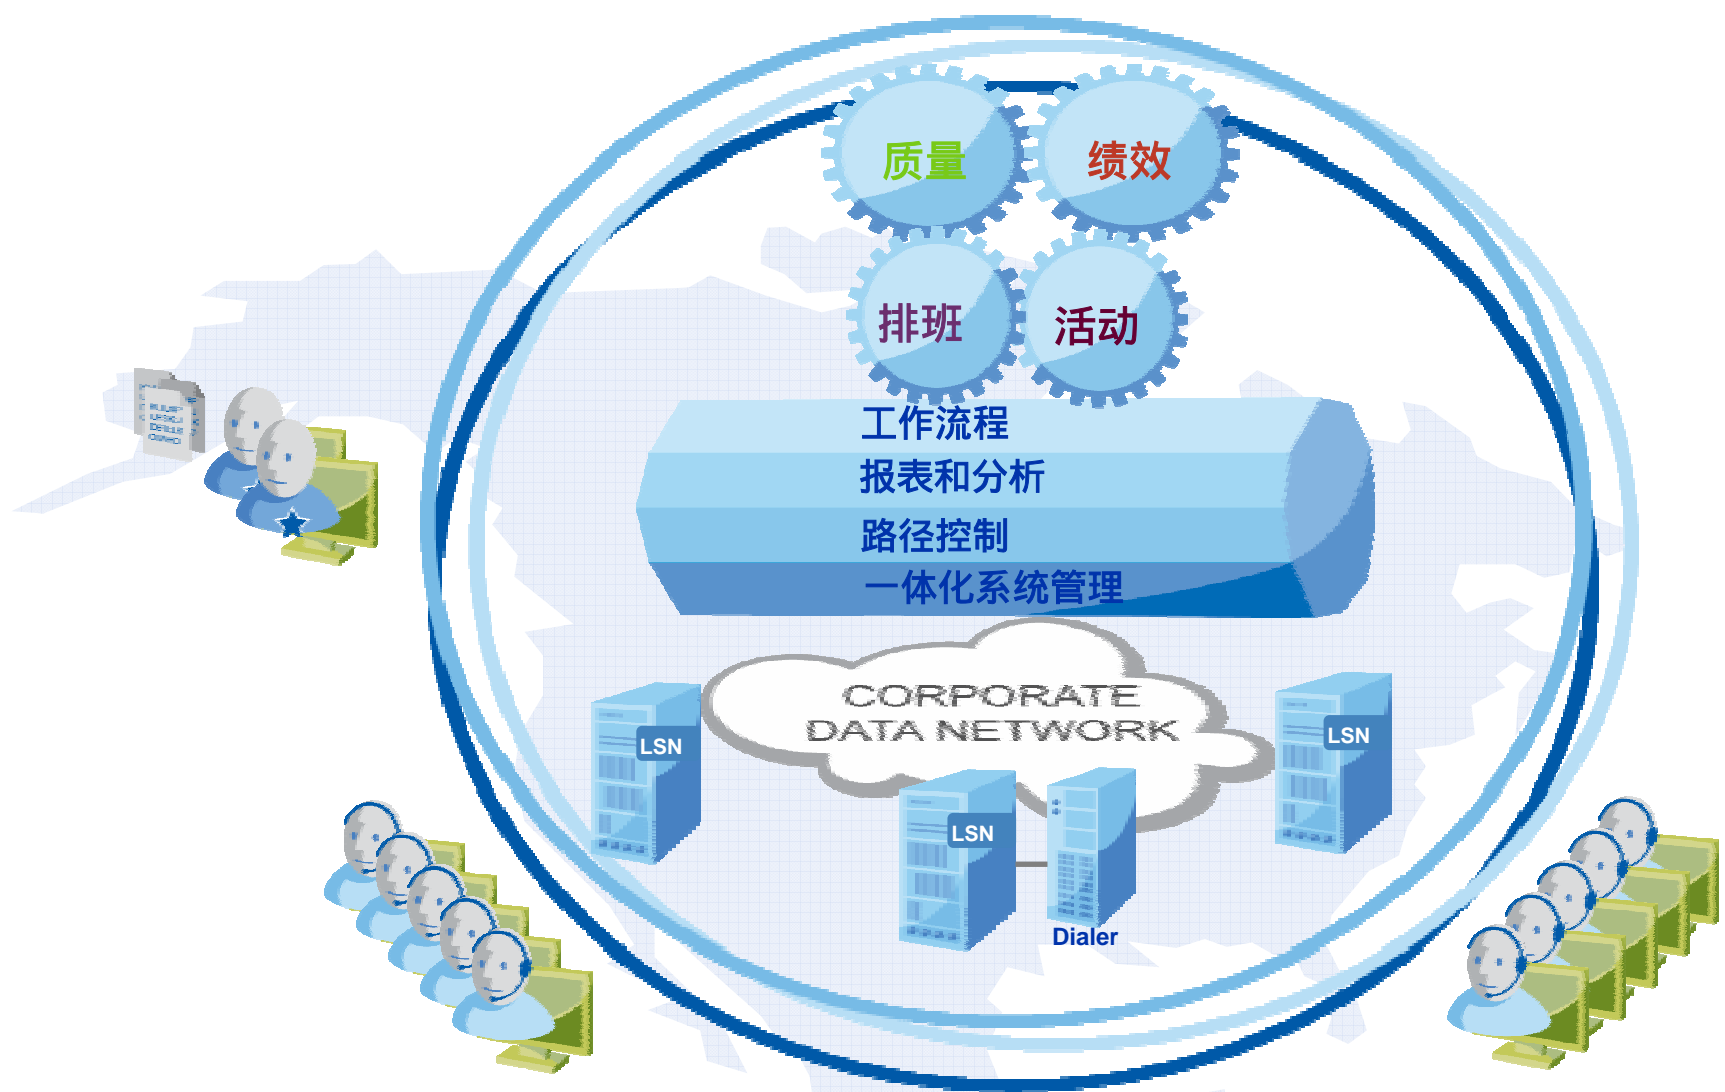 质量
绩效
排班
活动
工作流程
报表和分析
路径控制
一体化系统管理
CORPORATE
DATA NETWORK
LSN
LSN
LSN
Dialer